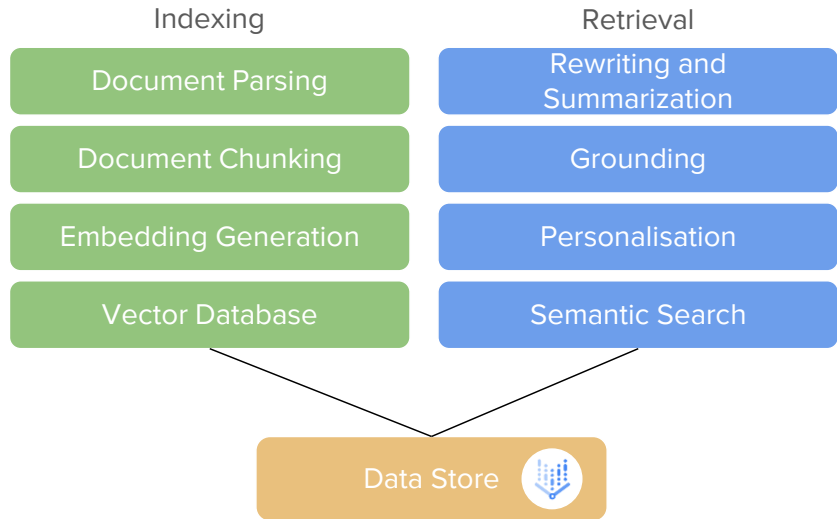 Indexing
Retrieval
Document Parsing
Rewriting and
Summarization
Document Chunking
Grounding
Embedding Generation
Personalisation
Vector Database
Semantic Search
Data Store